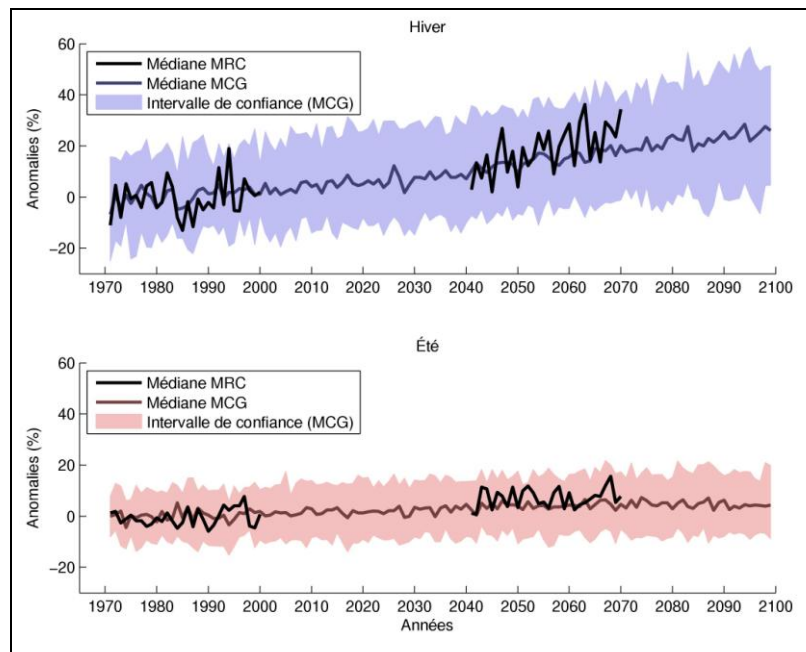 Hiver
60
40
20
0
−20
Anomalies (%)
Médiane MRC
Médiane MCG
Intervalle de confiance (MCG)
1970 1980 1990 2000 2010 2020 2030 2040 2050 2060 2070 2080 2090 2100
Été
60
40
20
0
−20
Anomalies (%)
Médiane MRC
Médiane MCG
Intervalle de confiance (MCG)
1970 1980 1990 2000 2010 2020 2030 2040 2050 2060 2070 2080 2090 2100
Années